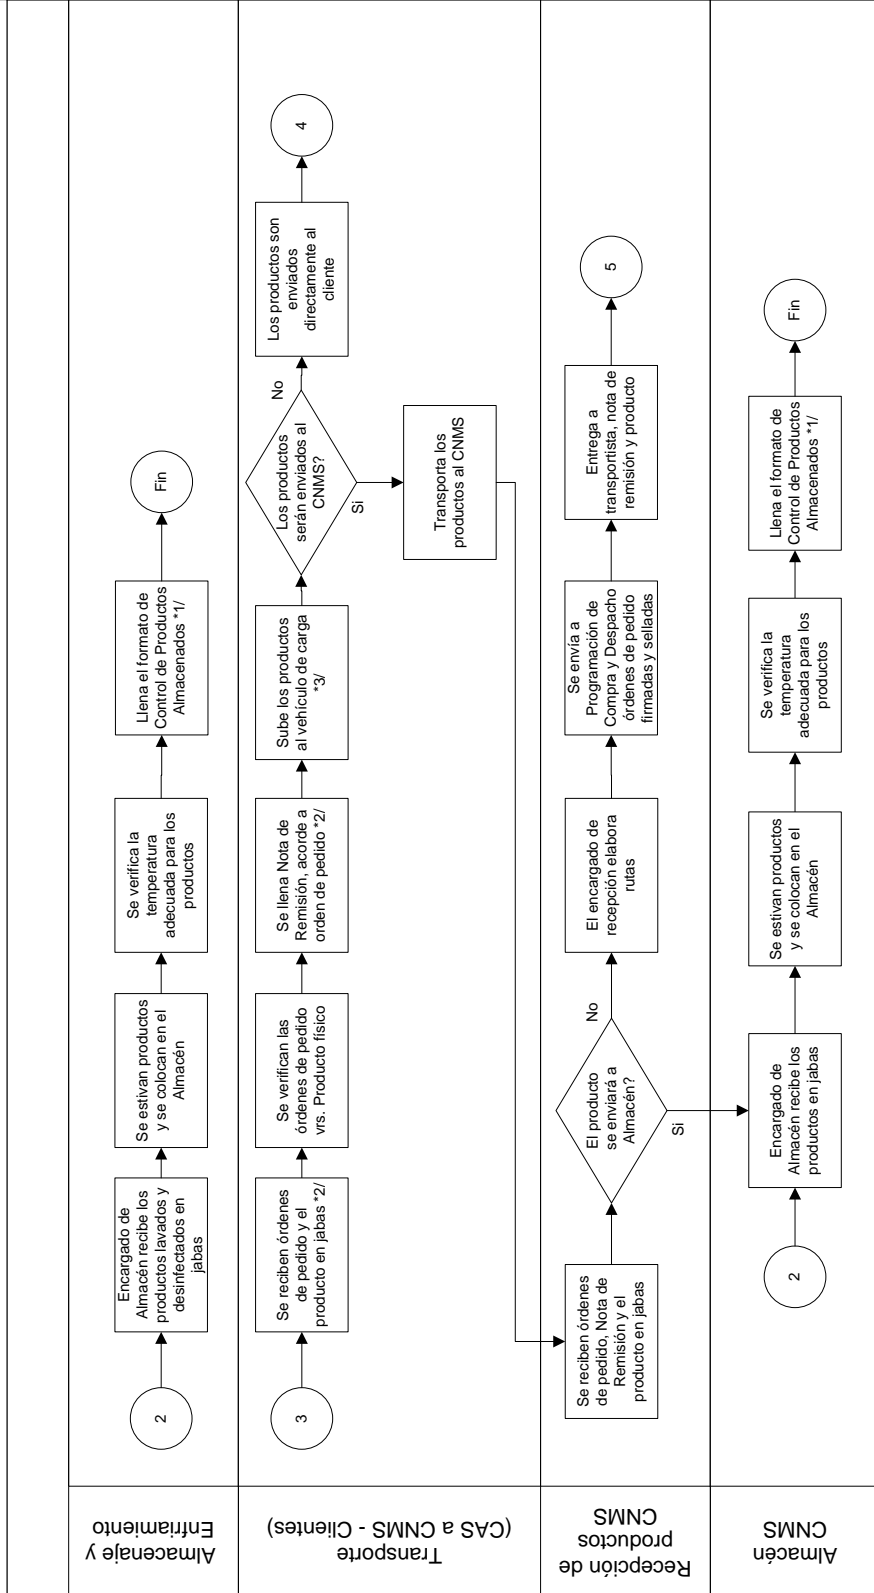 Almacenaje y
Enfriamiento
2
Encargado de
Almacén recibe los
productos lavados y
desinfectados en
jabas
Se estivan productos
y se colocan en el
Almacén
Se verifica la
temperatura
adecuada para los
productos
Llena el formato de
Control de Productos
Almacenados *1/
Fin
Transporte
(CAS a CNMS - Clientes)
3
Se reciben órdenes
de pedido y el
producto en jabas *2/
Se verifican las
órdenes de pedido
vrs. Producto físico
Se llena Nota de
Remisión, acorde a
orden de pedido *2/
Sube los productos
al vehículo de carga
*3/
Los productos
serán enviados al
CNMS?
No
Si
Los productos son
enviados
directamente al
cliente
4
Transporta los
productos al CNMS
Recepción de
productos
CNMS
Se reciben órdenes
de pedido, Nota de
Remisión y el
producto en jabas
El producto
se enviará a
Almacén?
No
Si
El encargado de
recepción elabora
rutas
Se envía a
Programación de
Compra y Despacho
órdenes de pedido
firmadas y selladas
Entrega a
transportista, nota de
remisión y producto
5
Almacén
CNMS
2
Encargado de
Almacén recibe los
productos en jabas
Se estivan productos
y se colocan en el
Almacén
Se verifica la
temperatura
adecuada para los
productos
Llena el formato de
Control de Productos
Almacenados *1/
Fin